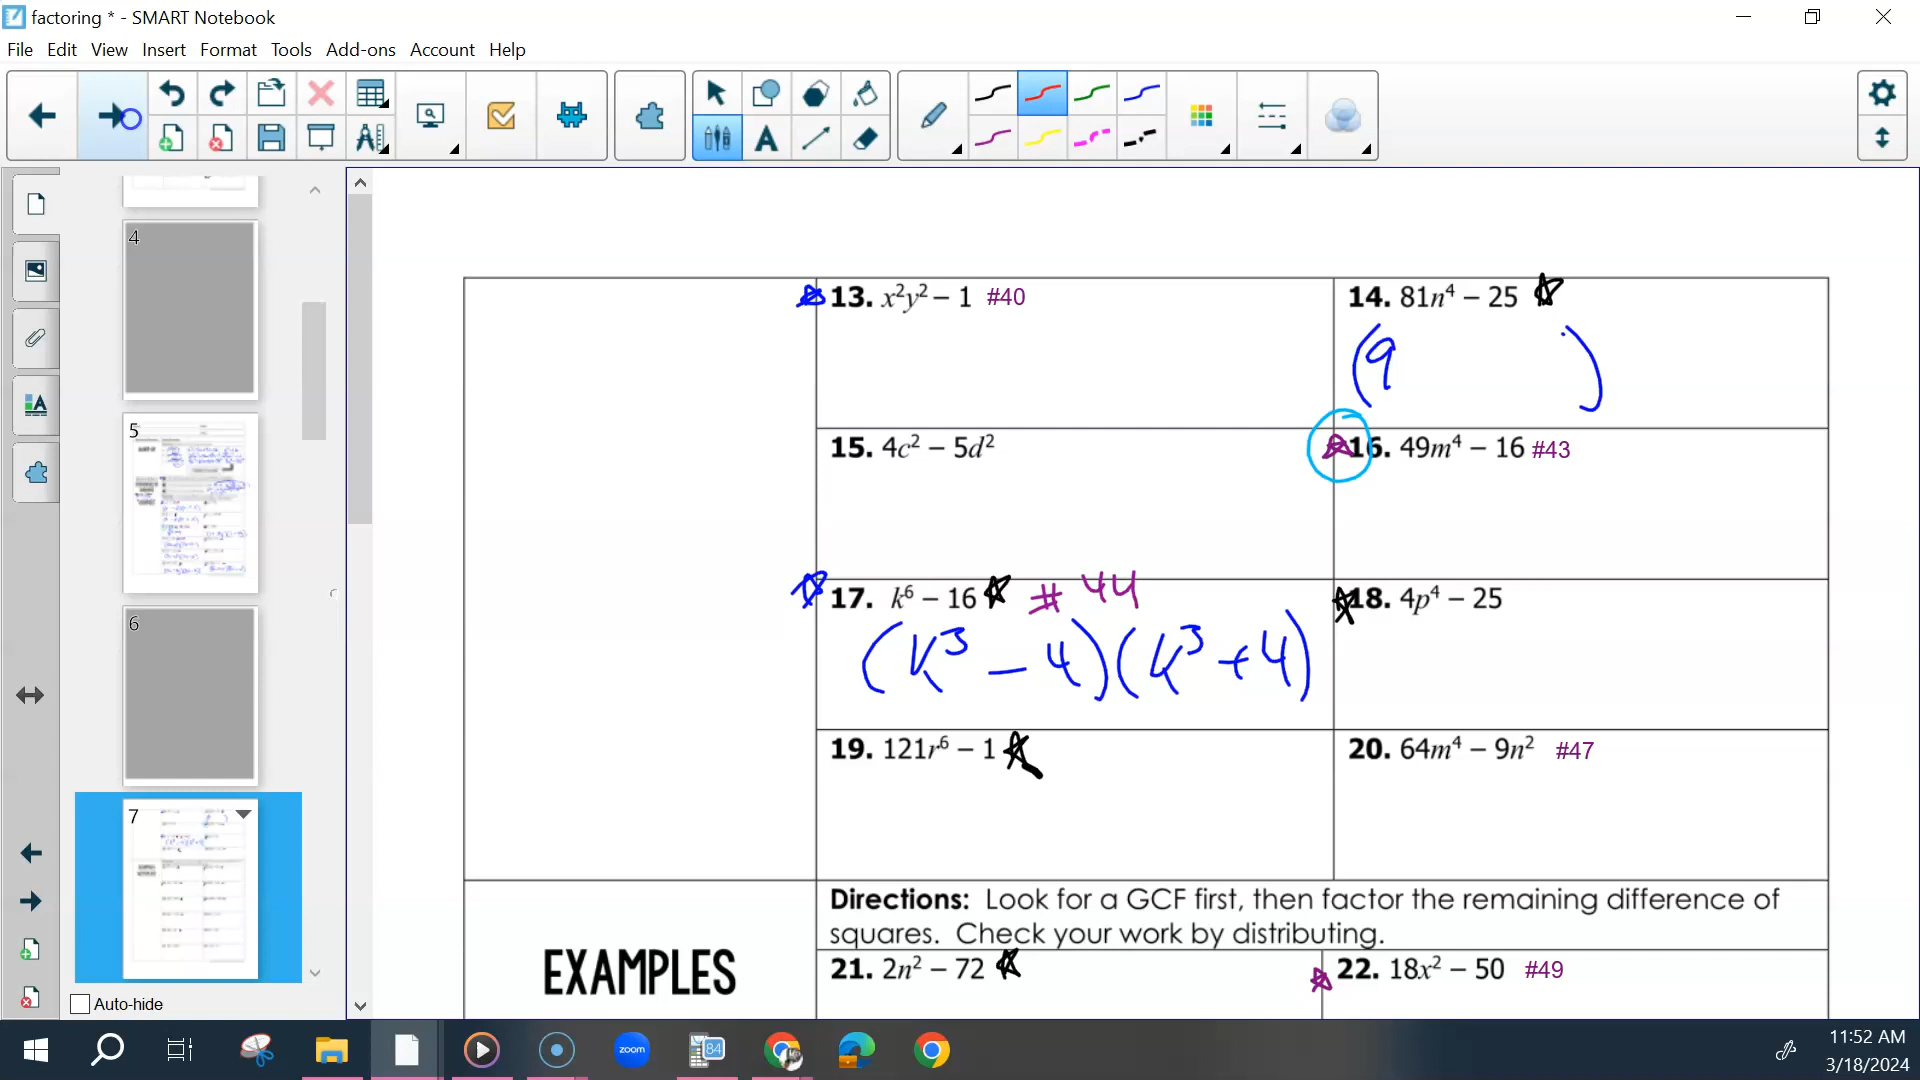 factoring * - SMART Notebook
File Edit View Insert Format Tools Add-ons Account Help
4
5
6
7
Auto-hide
13. x²y² – 1 #40
14. 81n⁴ – 25
(9 )
15. 4c² – 5d²
16. 49m⁴ – 16 #43
17. k⁶ – 16 # 44
(k³ – 4)(k³ + 4)
18. 4p⁴ – 25
19. 121r⁶ – 1
20. 64m⁴ – 9n² #47
EXAMPLES
Directions: Look for a GCF first, then factor the remaining difference of
squares. Check your work by distributing.
21. 2n² – 72
22. 18x² – 50 #49
zoom
84
11:52 AM
3/18/2024